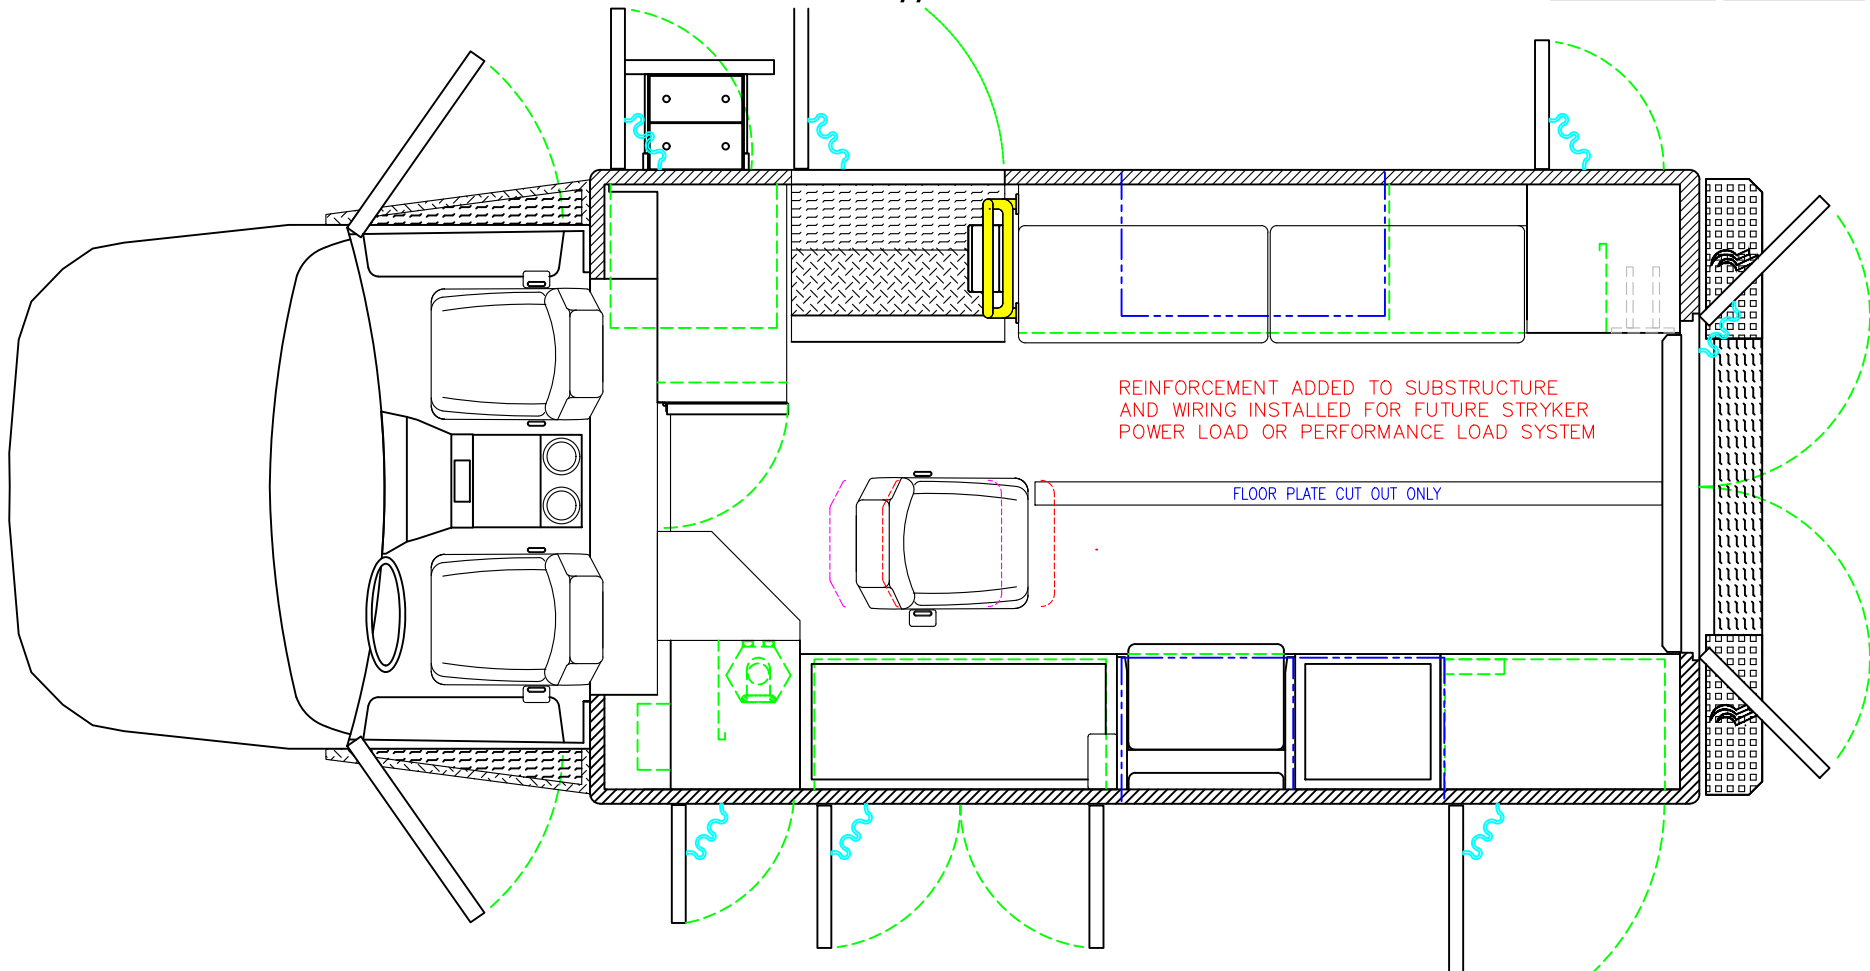 REINFORCEMENT ADDED TO SUBSTRUCTURE
AND WIRING INSTALLED FOR FUTURE STRYKER
POWER LOAD OR PERFORMANCE LOAD SYSTEM
FLOOR PLATE CUT OUT ONLY